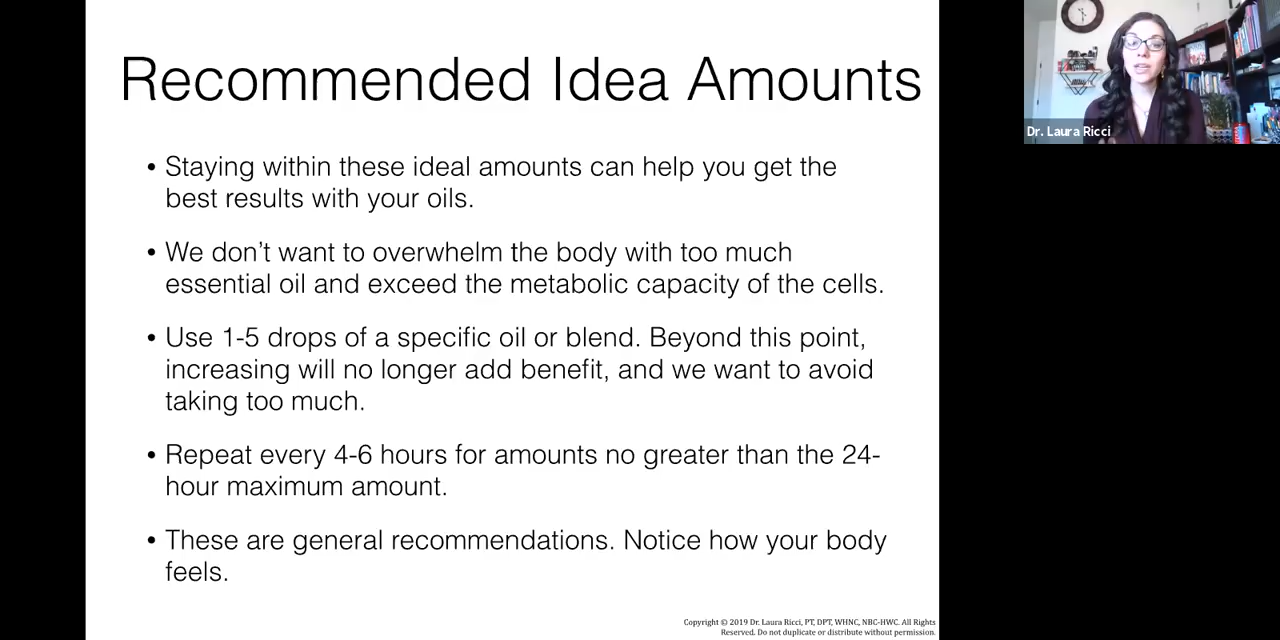 Recommended Idea Amounts
• Staying within these ideal amounts can help you get the
best results with your oils.
• We don’t want to overwhelm the body with too much
essential oil and exceed the metabolic capacity of the cells.
• Use 1-5 drops of a specific oil or blend. Beyond this point,
increasing will no longer add benefit, and we want to avoid
taking too much.
• Repeat every 4-6 hours for amounts no greater than the 24-
hour maximum amount.
• These are general recommendations. Notice how your body
feels.
Copyright © 2019 Dr. Laura Ricci, PT, DPT, WHNC, NBC-HWC. All Rights
Reserved. Do not duplicate or distribute without permission.
Dr. Laura Ricci